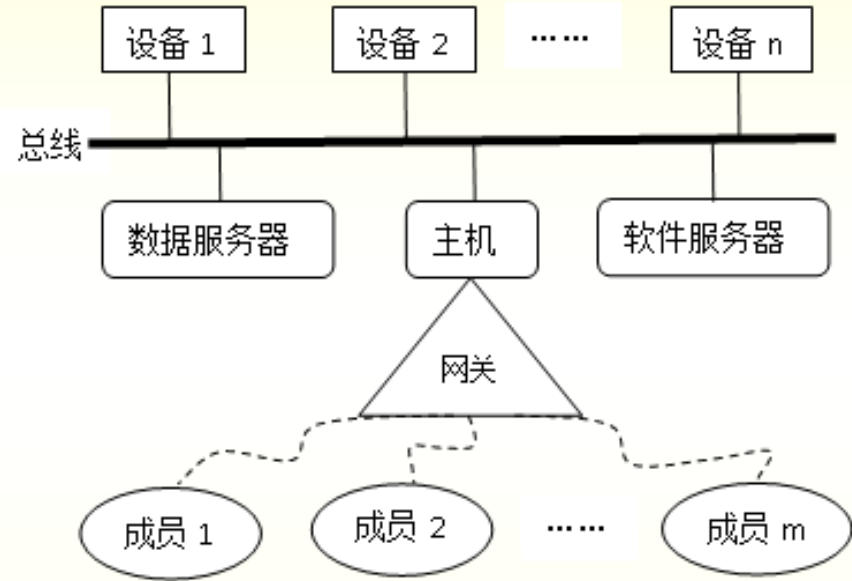 设备 1 设备 2 …… 设备 n
总线
数据服务器 主机 软件服务器
网关
成员 1 成员 2 …… 成员 m